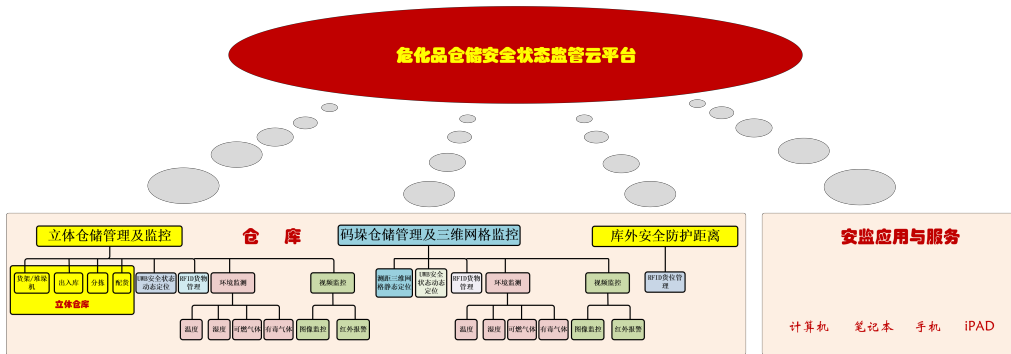 危化品仓储安全状态监管云平台
立体仓储管理及监控
仓 库
码垛仓储管理及三维网格监控
库外安全防护距离
安监应用与服务
货架/堆垛
机
出入库
分拣
配货
立体仓库
UWB安全状态
动态定位
RFID货物
管理
环境监测
视频监控
测距三维网
格静态定位
UWB安全
状态动态
定位
RFID货物
管理
环境监测
视频监控
RFID货位管
理
温度
湿度
可燃气体
有毒气体
图像监控
红外报警
温度
湿度
可燃气体
有毒气体
图像监控
红外报警
计算机 笔记本 手机 iPAD